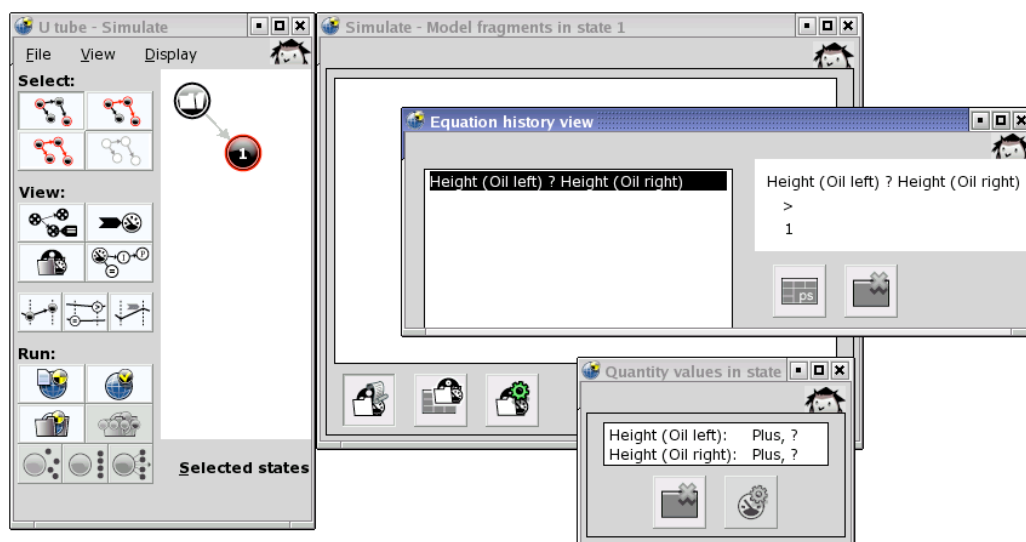 U tube - Simulate
File View Display
Select:
View:
Run:
Selected states
1
Simulate - Model fragments in state 1
Equation history view
Height (Oil left) ? Height (Oil right)
Height (Oil left) ? Height (Oil right)
>
1
ps
Quantity values in state
Height (Oil left): Plus, ?
Height (Oil right): Plus, ?